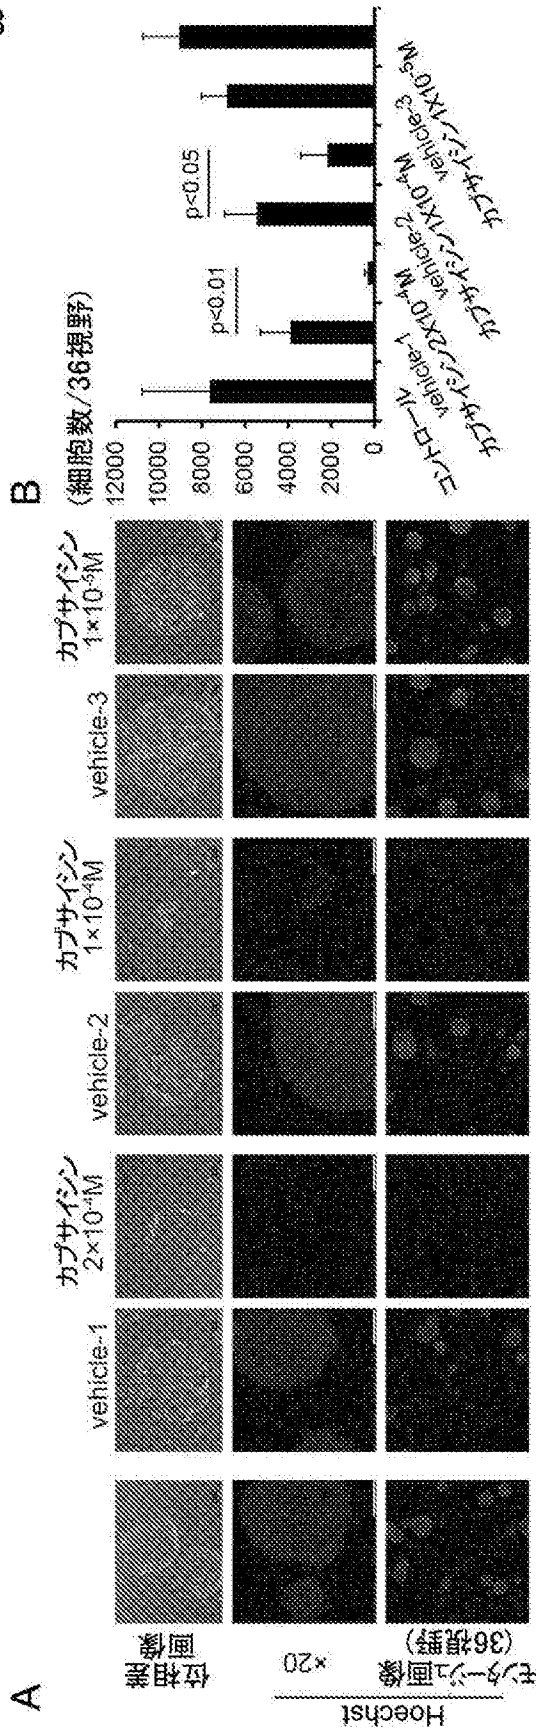 A
vehicle-1
カプサイシン
2×10⁻⁴M
vehicle-2
カプサイシン
1×10⁻⁴M
vehicle-3
カプサイシン
1×10⁻⁵M
位相差
画像
×20
Hoechst
モンタージュ画像
(36視野)
B
(細胞数/36視野)
12000
10000
8000
6000
4000
2000
0
p<0.01
p<0.05
コントロール
vehicle-1
カプサイシン2X10⁻⁴M
vehicle-2
カプサイシン1X10⁻⁴M
vehicle-3
カプサイシン1X10⁻⁵M